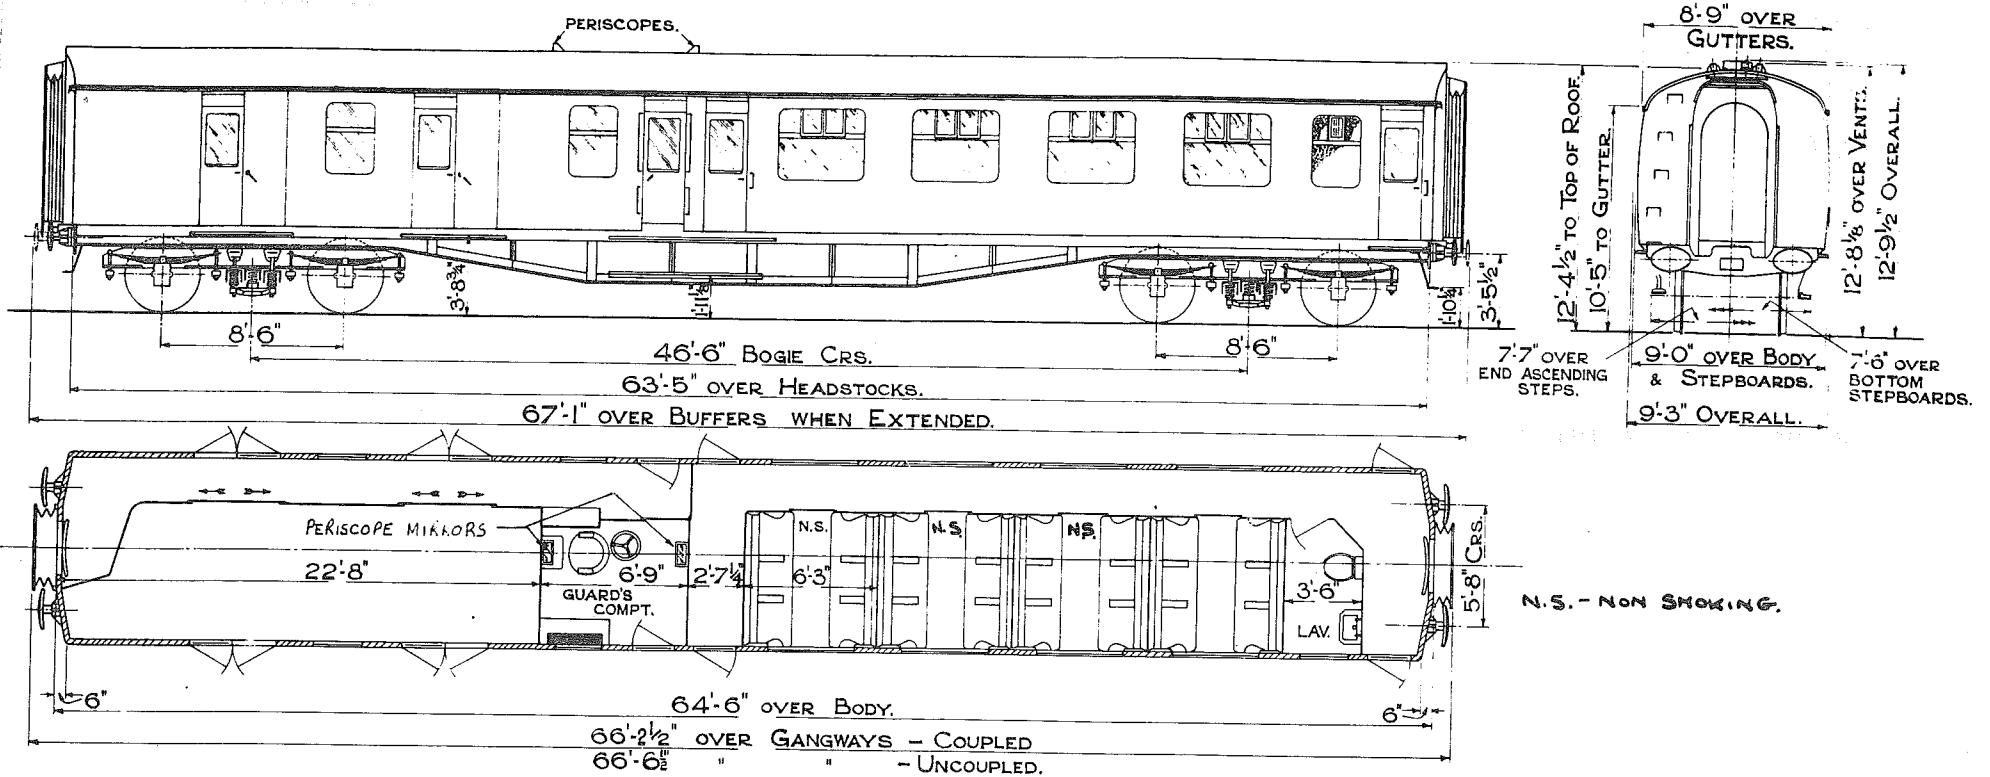 PERISCOPES.
8'-9" OVER
GUTTERS.
12'-4½" TO TOP OF ROOF.
10'-5" TO GUTTER.
12'-8⅛" OVER VENTS.
12'-9½" OVERALL.
3'-8¾"
1'-11⅛"
1'-10¼"
3'-5½"
8'-6"
46'-6" BOGIE CRS.
8'-6"
63'-5" OVER HEADSTOCKS.
67'-1" OVER BUFFERS WHEN EXTENDED.
7'-7" OVER
END ASCENDING
STEPS.
9'-0" OVER BODY
& STEPBOARDS.
7'-6" OVER
BOTTOM
STEPBOARDS.
9'-3" OVERALL.
PERISCOPE MIRRORS
N.S.
N.S.
N.S.
22'-8"
6'-9"
2'-7¼"
6'-3"
3'-6"
5'-8" CRS.
GUARD'S
COMPT.
LAV.
N.S. - NON SMOKING.
6"
64'-6" OVER BODY.
6"
66'-2½" OVER GANGWAYS - COUPLED
66'-6½" " " - UNCOUPLED.